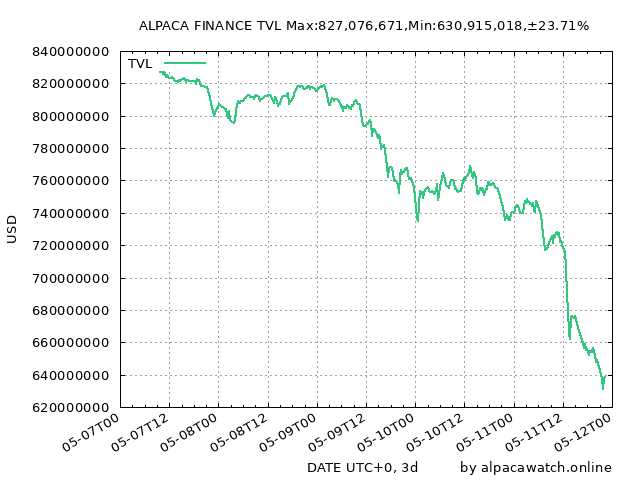 ALPACA FINANCE TVL Max:827,076,671,Min:630,915,018,±23.71%
TVL
840000000
820000000
800000000
780000000
760000000
740000000
720000000
700000000
680000000
660000000
640000000
620000000
USD
05-07T00
05-07T12
05-08T00
05-08T12
05-09T00
05-09T12
05-10T00
05-10T12
05-11T00
05-11T12
05-12T00
DATE UTC+0, 3d
by alpacawatch.online